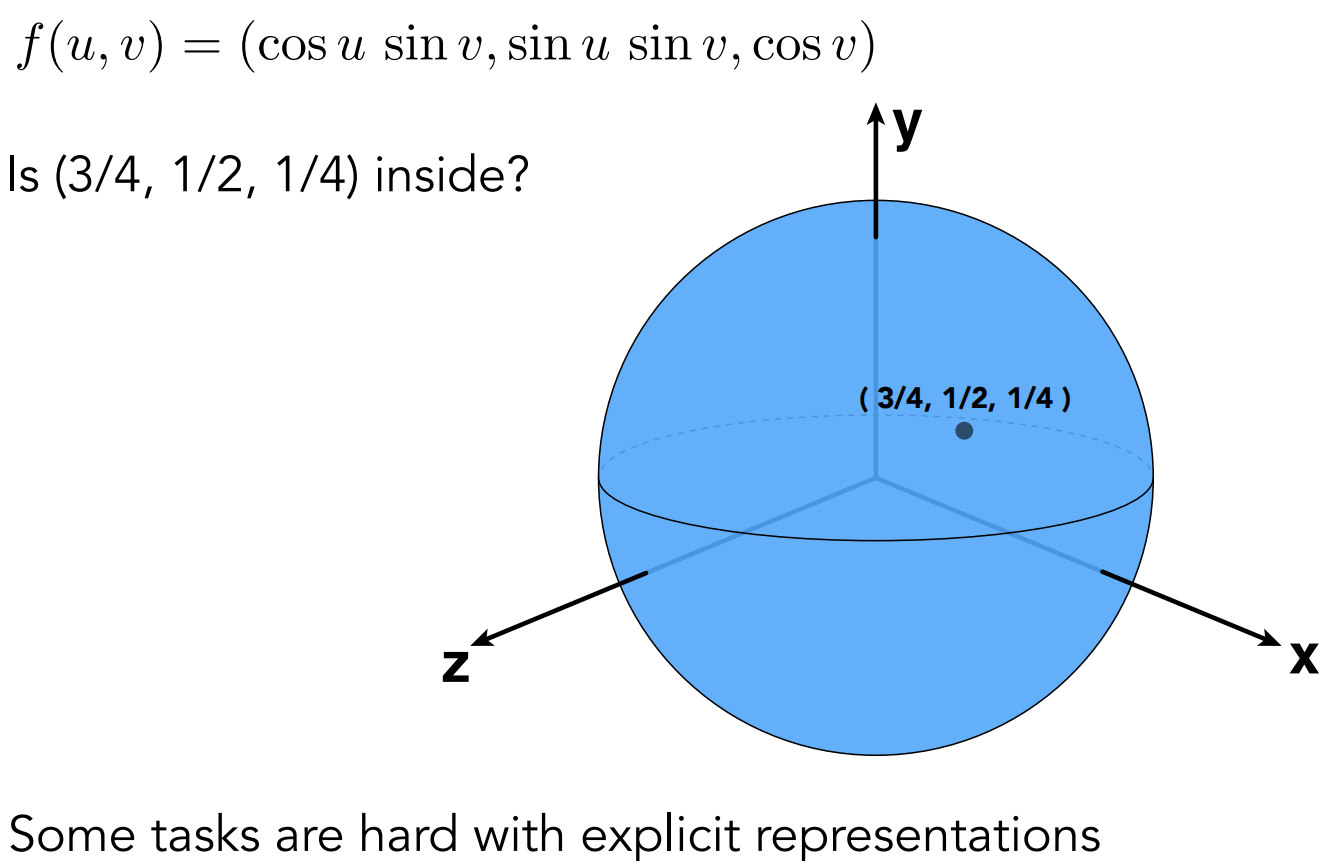 f(u, v) = (cos u sin v, sin u sin v, cos v)
Is (3/4, 1/2, 1/4) inside?
y
( 3/4, 1/2, 1/4 )
z
x
Some tasks are hard with explicit representations